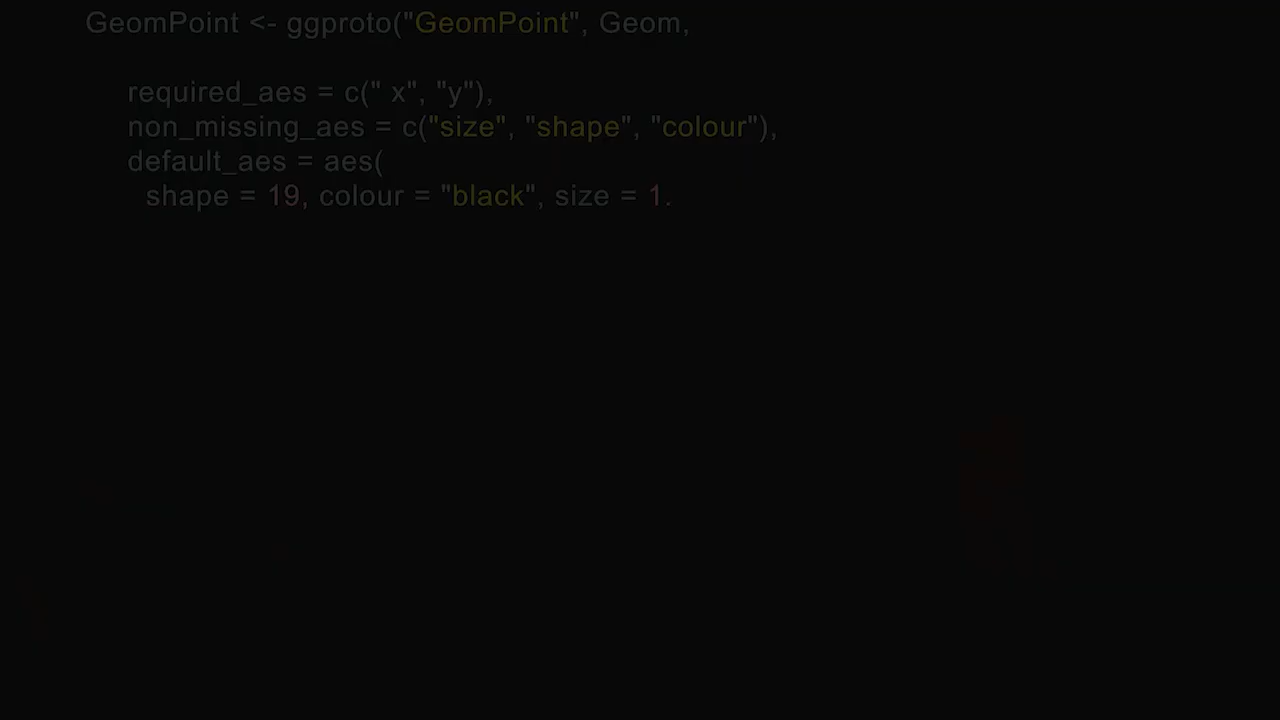 GeomPoint <- ggproto("GeomPoint", Geom,
required_aes = c(" x", "y"),
non_missing_aes = c("size", "shape", "colour"),
default_aes = aes(
shape = 19, colour = "black", size = 1.